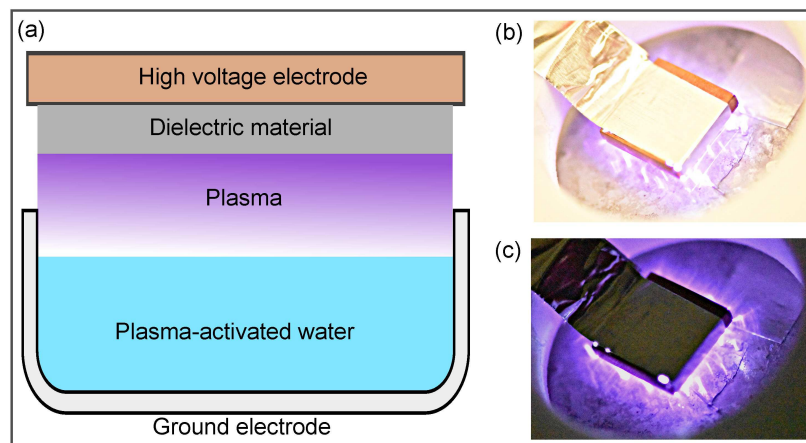 (a)
High voltage electrode
Dielectric material
Plasma
Plasma-activated water
Ground electrode
(b)
(c)